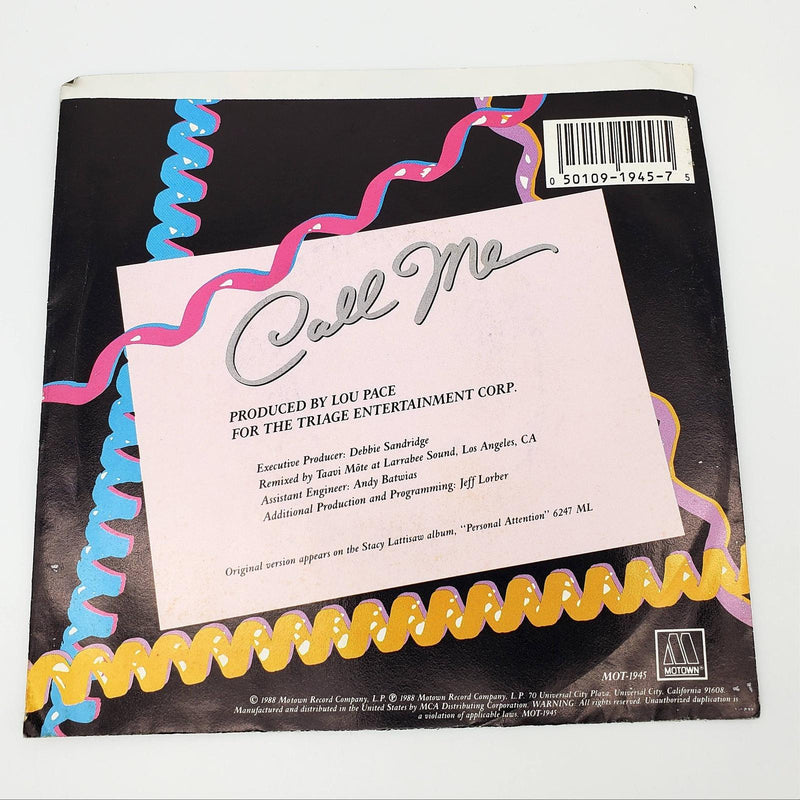 0 50109-1945-7 5
Call Me
PRODUCED BY LOU PACE
FOR THE TRIAGE ENTERTAINMENT CORP.
Executive Producer: Debbie Sandridge
Remixed by Taavi Môte at Larrabee Sound, Los Angeles, CA
Assistant Engineer: Andy Batwias
Additional Production and Programming: Jeff Lorber
Original version appears on the Stacy Lattisaw album, "Personal Attention" 6247 ML
MOT-1945
MOTOWN®
© 1988 Motown Record Company, L.P. ℗ 1988 Motown Record Company, L.P. 70 Universal City Plaza, Universal City, California 91608.
Manufactured and distributed in the United States by MCA Distributing Corporation. WARNING: All rights reserved. Unauthorized duplication is
a violation of applicable laws. MOT-1945